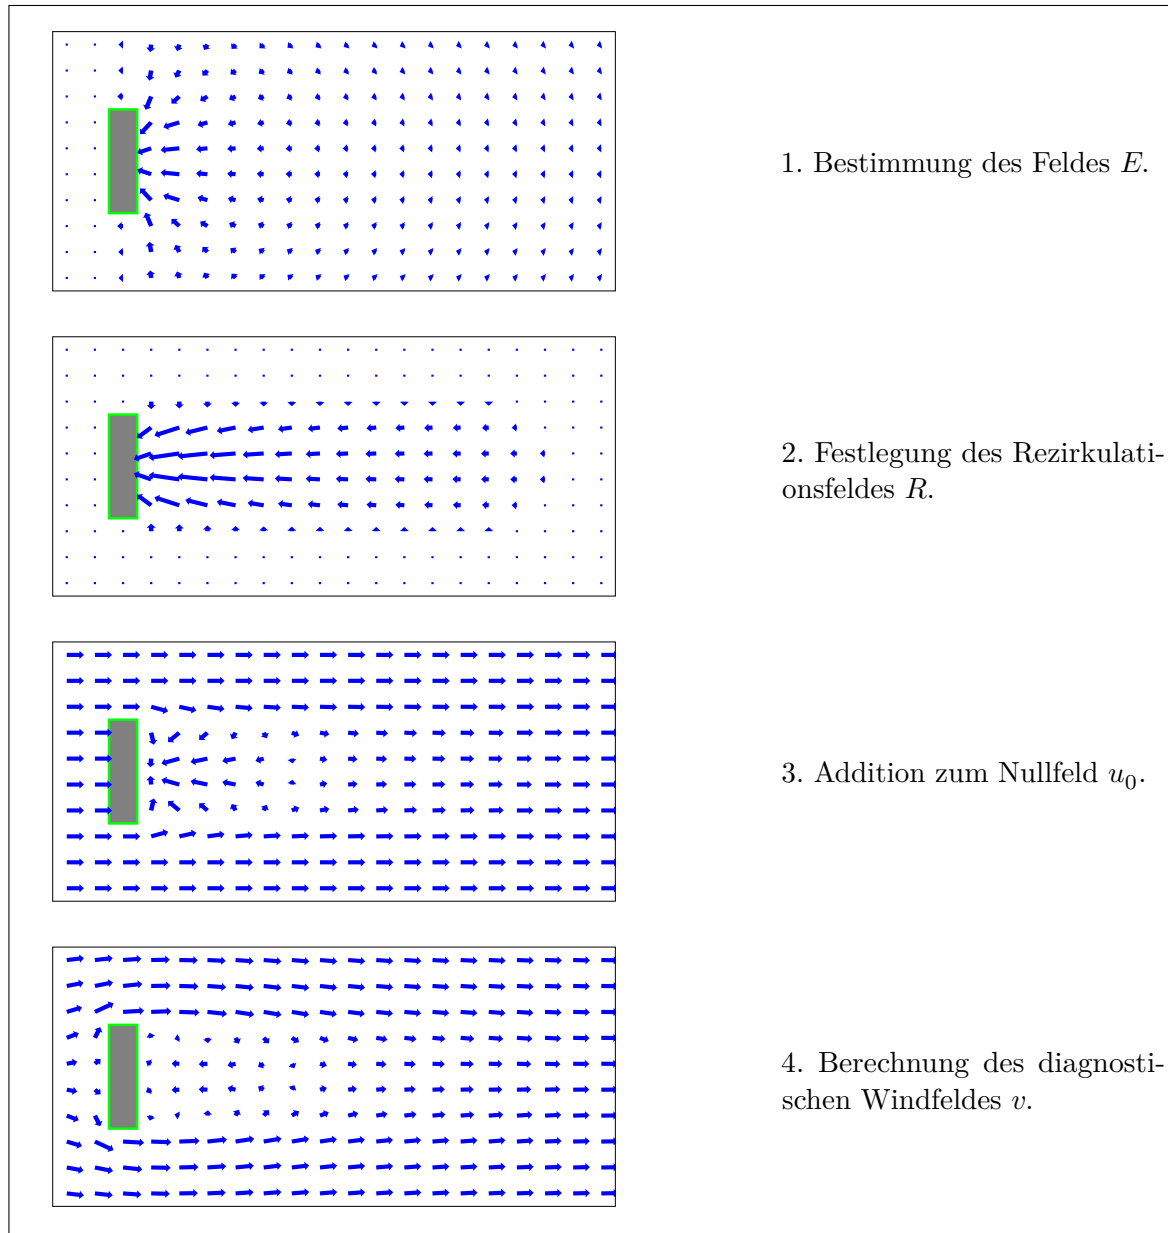 1. Bestimmung des Feldes E.
2. Festlegung des Rezirkulati-
onsfeldes R.
3. Addition zum Nullfeld u₀.
4. Berechnung des diagnosti-
schen Windfeldes v.